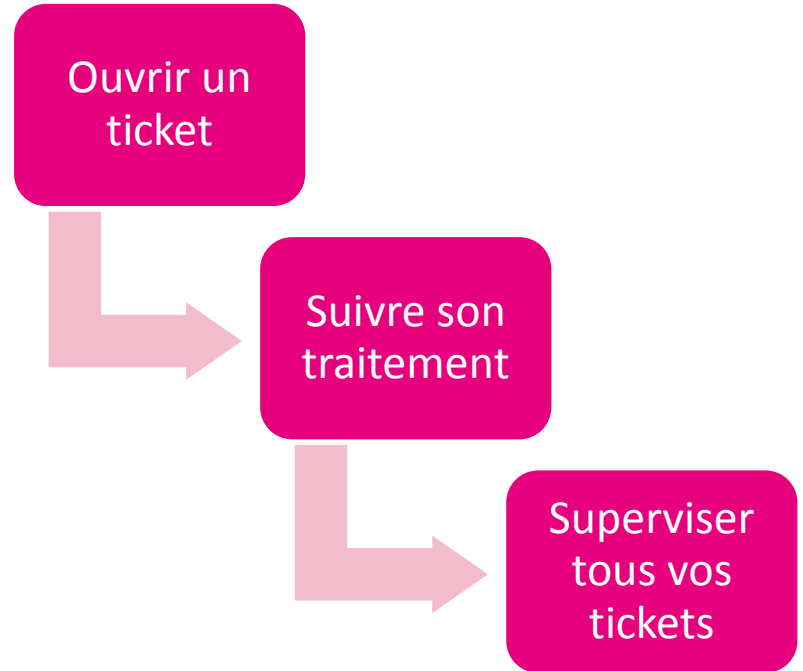 Ouvrir un
ticket
Suivre son
traitement
Superviser
tous vos
tickets